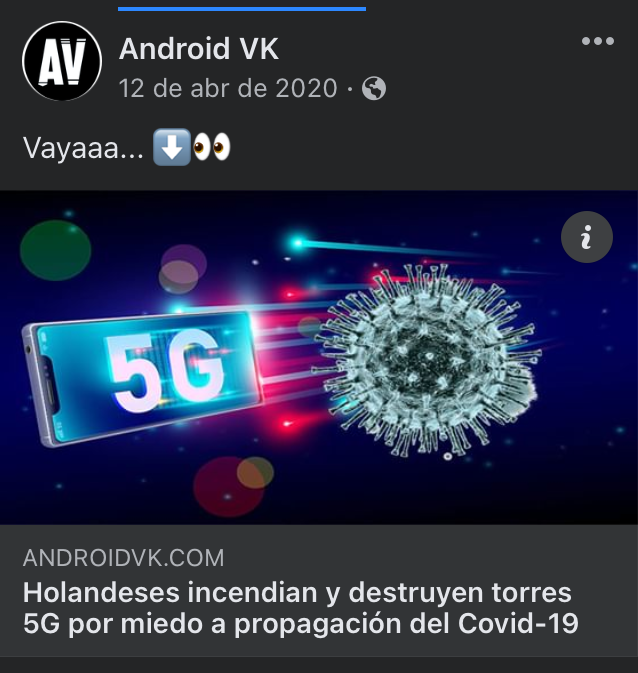 AV
Android VK
12 de abr de 2020 ·
Vayaaa... ⬇️👀
i
5G
ANDROIDVK.COM
Holandeses incendian y destruyen torres
5G por miedo a propagación del Covid-19